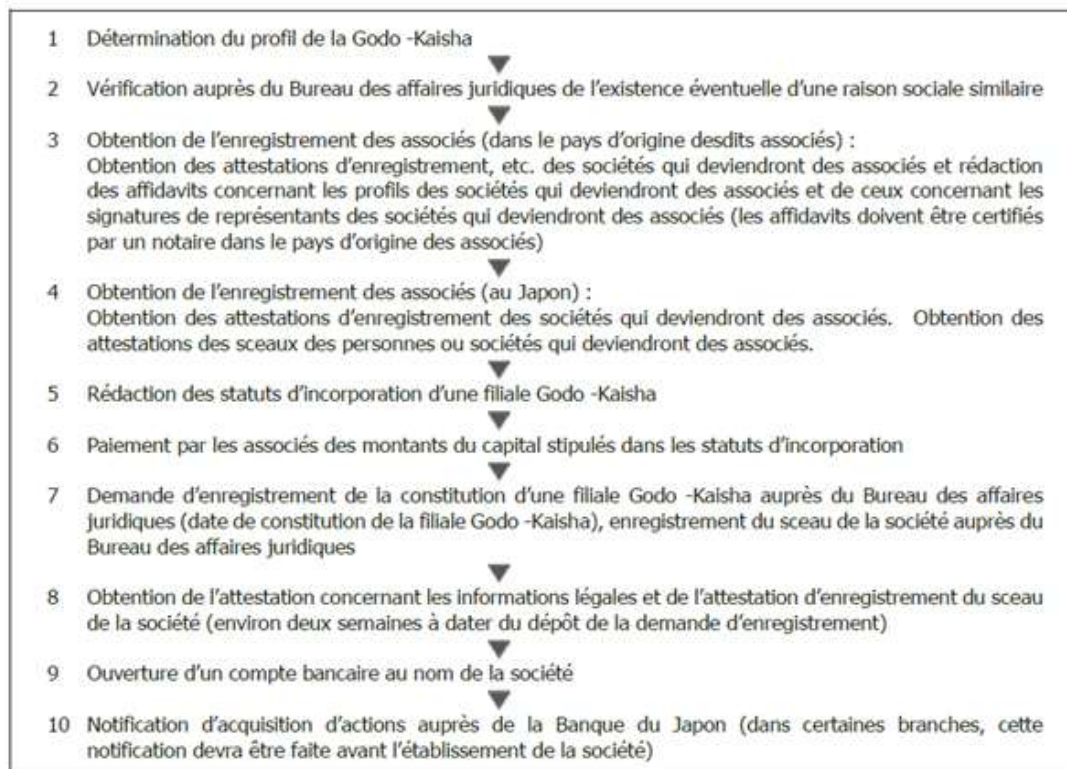 1 Détermination du profil de la Godo -Kaisha
2 Vérification auprès du Bureau des affaires juridiques de l'existence éventuelle d'une raison sociale similaire
3 Obtention de l'enregistrement des associés (dans le pays d'origine desdits associés) :
Obtention des attestations d'enregistrement, etc. des sociétés qui deviendront des associés et rédaction
des affidavits concernant les profils des sociétés qui deviendront des associés et de ceux concernant les
signatures de représentants des sociétés qui deviendront des associés (les affidavits doivent être certifiés
par un notaire dans le pays d'origine des associés)
4 Obtention de l'enregistrement des associés (au Japon) :
Obtention des attestations d'enregistrement des sociétés qui deviendront des associés. Obtention des
attestations des sceaux des personnes ou sociétés qui deviendront des associés.
5 Rédaction des statuts d'incorporation d'une filiale Godo -Kaisha
6 Paiement par les associés des montants du capital stipulés dans les statuts d'incorporation
7 Demande d'enregistrement de la constitution d'une filiale Godo -Kaisha auprès du Bureau des affaires
juridiques (date de constitution de la filiale Godo -Kaisha), enregistrement du sceau de la société auprès du
Bureau des affaires juridiques
8 Obtention de l'attestation concernant les informations légales et de l'attestation d'enregistrement du sceau
de la société (environ deux semaines à dater du dépôt de la demande d'enregistrement)
9 Ouverture d'un compte bancaire au nom de la société
10 Notification d'acquisition d'actions auprès de la Banque du Japon (dans certaines branches, cette
notification devra être faite avant l'établissement de la société)